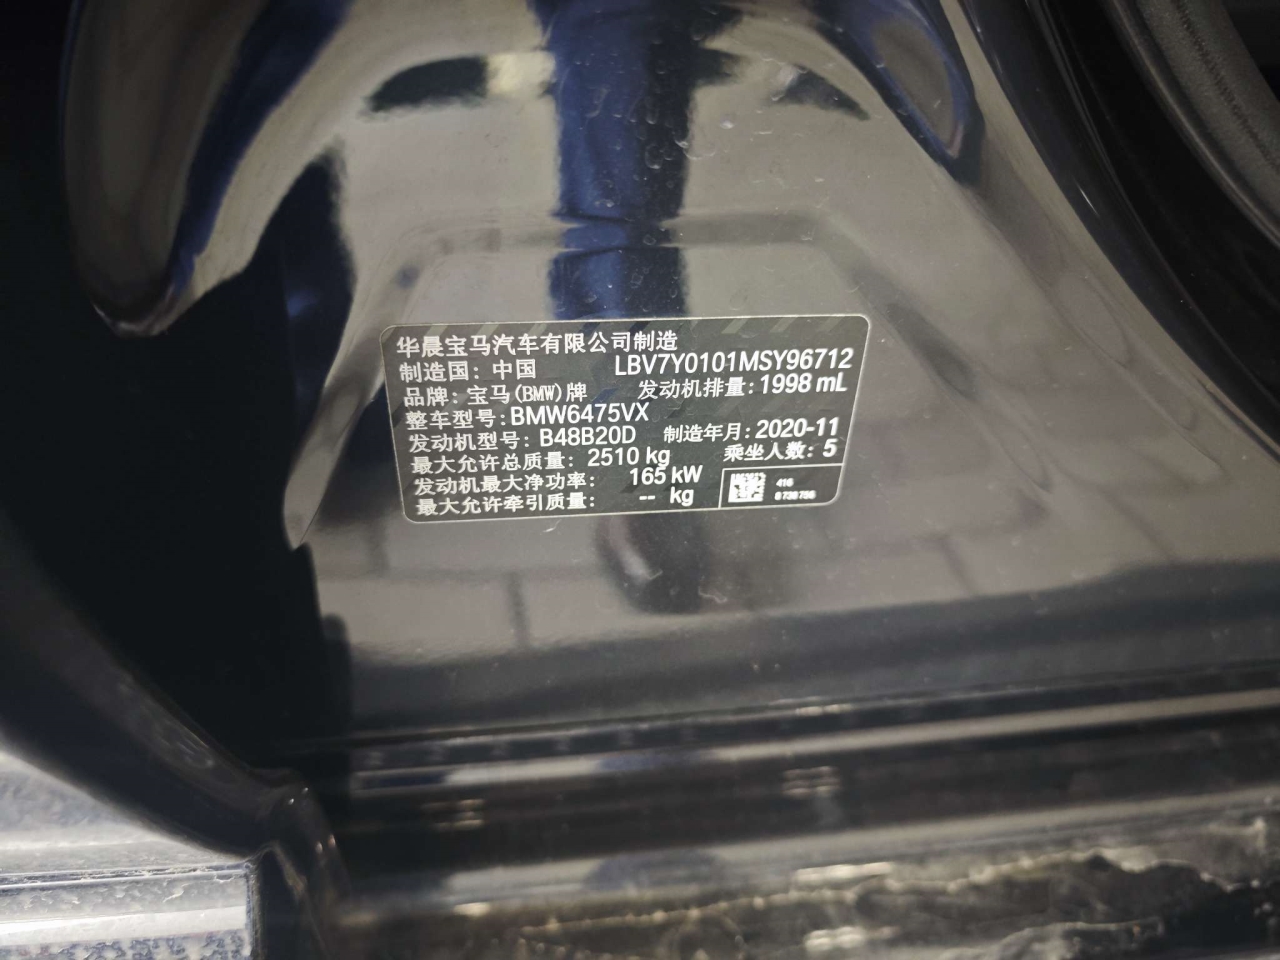 华晨宝马汽车有限公司制造
制造国：中国 LBV7Y0101MSY96712
品牌：宝马(BMW)牌 发动机排量：1998 mL
整车型号：BMW6475VX
发动机型号：B48B20D 制造年月：2020-11
最大允许总质量：2510 kg 乘坐人数：5
发动机最大净功率：165 kW
最大允许牵引质量：-- kg
416